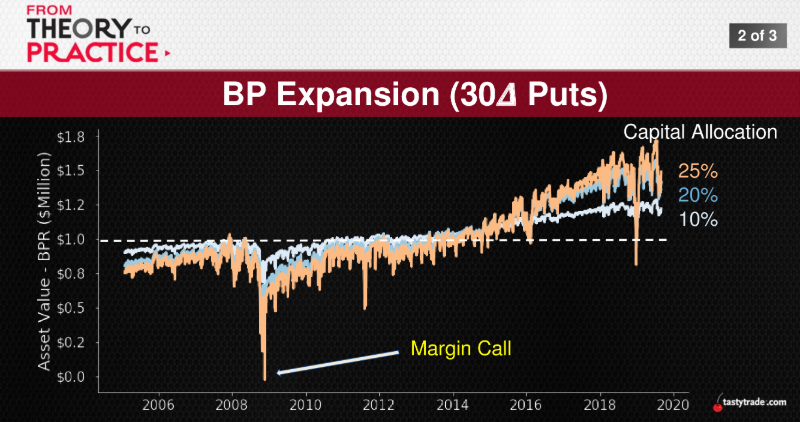 FROM
THEORY TO
PRACTICE
2 of 3
BP Expansion (30Δ Puts)
Capital Allocation
25%
20%
10%
Asset Value - BPR ($Million)
$1.8
$1.5
$1.2
$1.0
$0.8
$0.5
$0.2
$0.0
Margin Call
2006
2008
2010
2012
2014
2016
2018
2020
tastytrade.com